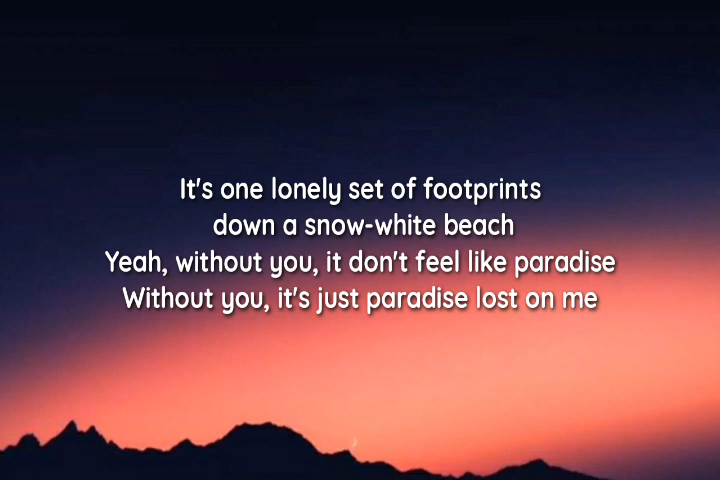 It's one lonely set of footprints
down a snow-white beach
Yeah, without you, it don't feel like paradise
Without you, it's just paradise lost on me